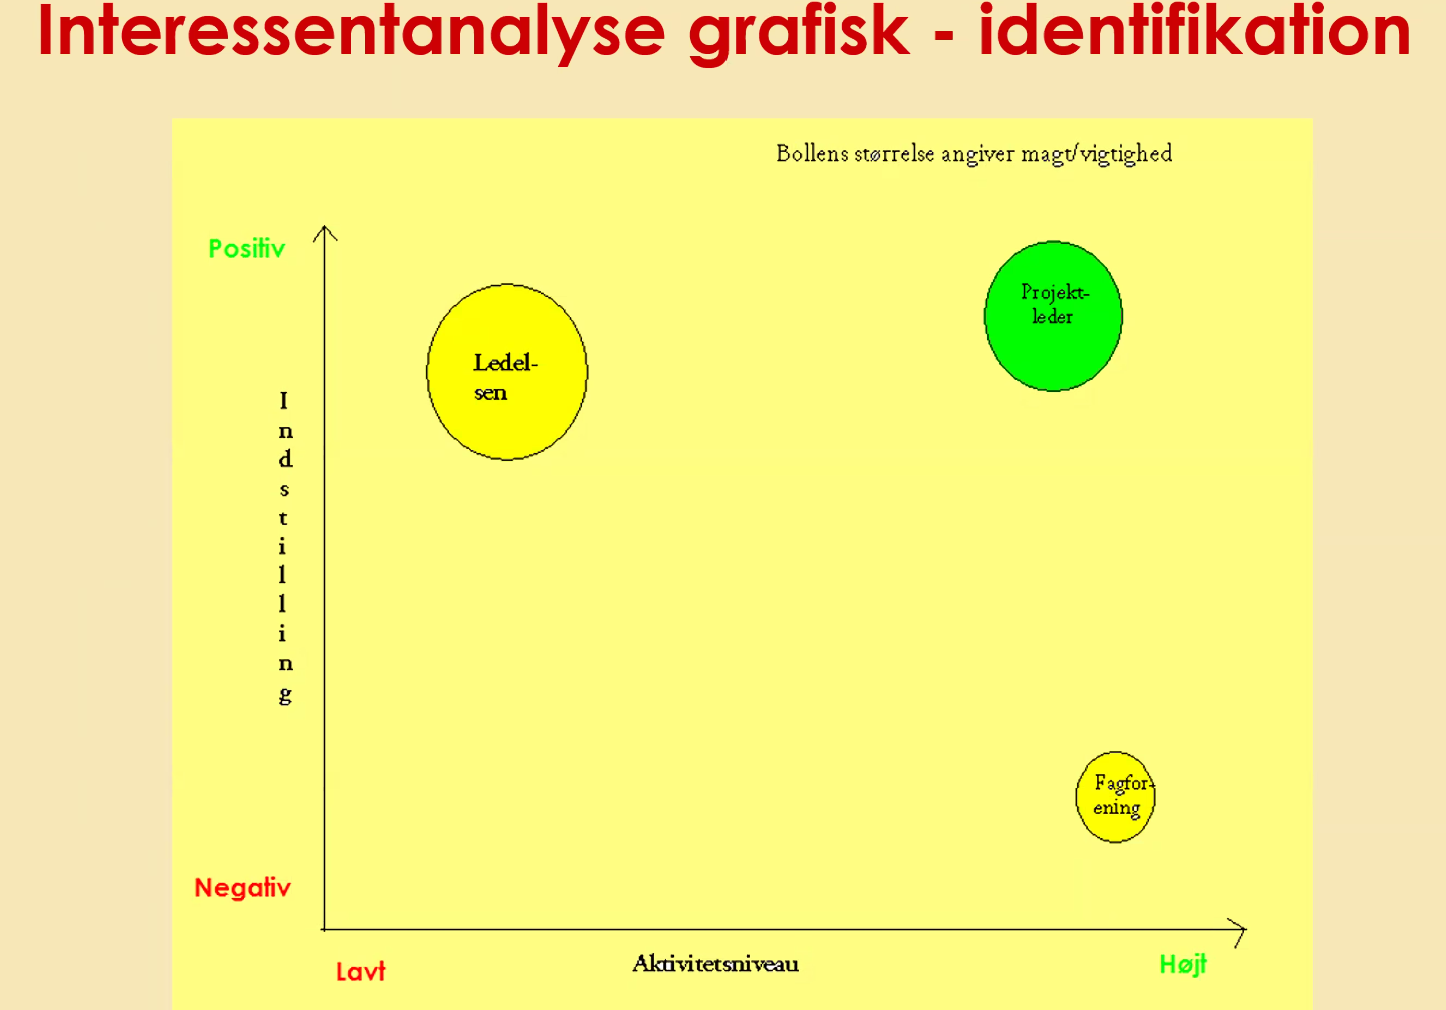 Interessentanalyse grafisk - identifikation
Bollens størrelse angiver magt/vigtighed
Positiv
Projekt-
leder
Ledel-
sen
Indstilling
Fagfor-
ening
Negativ
Aktivitetsniveau
Lavt
Højt